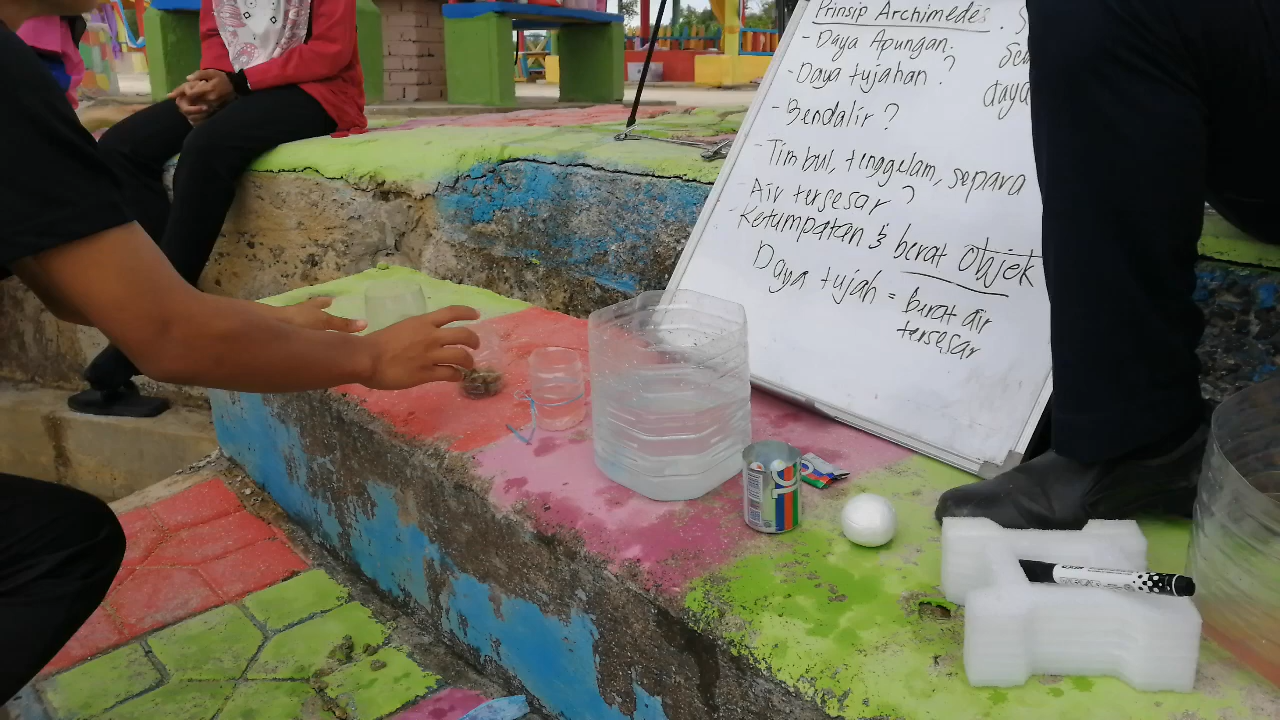 Prinsip Archimedes.
- Daya Apungan.
- Daya tujahan ?
daya
- Bendalir ?
- Timbul, tenggelam, separa
- Air tersesar ?
- Ketumpatan & berat objek
Daya tujah = berat air
tersesar